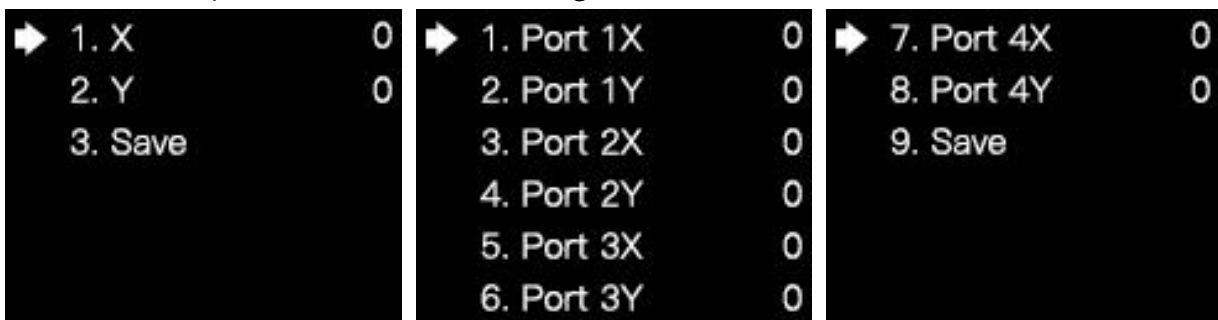 1. X 0
2. Y 0
3. Save
1. Port 1X 0
2. Port 1Y 0
3. Port 2X 0
4. Port 2Y 0
5. Port 3X 0
6. Port 3Y 0
7. Port 4X 0
8. Port 4Y 0
9. Save